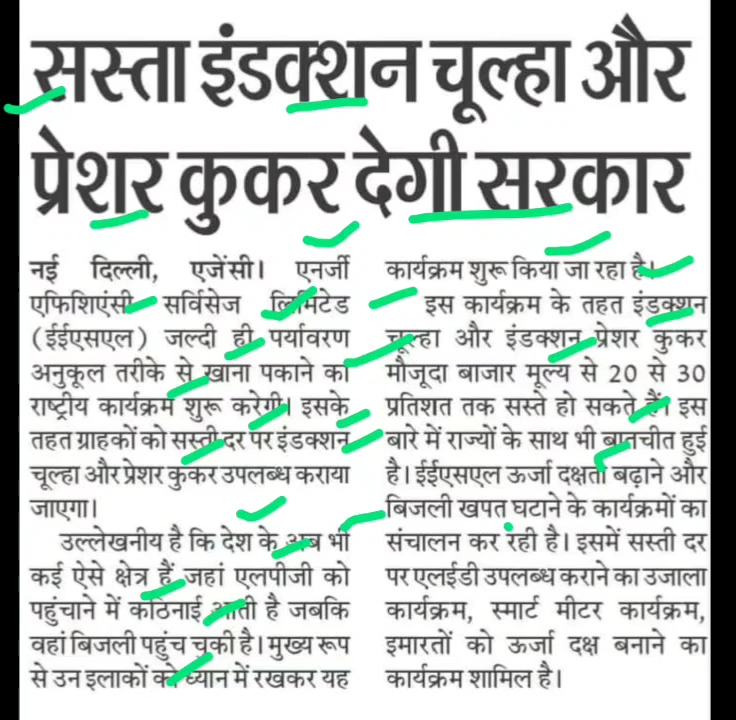 सस्ता इंडक्शन चूल्हा और
प्रेशर कुकर देगी सरकार
नई दिल्ली, एजेंसी। एनर्जी
एफिशिएंसी सर्विसेज लिमिटेड
(ईईएसएल) जल्दी ही पर्यावरण
अनुकूल तरीके से खाना पकाने का
राष्ट्रीय कार्यक्रम शुरू करेगी। इसके
तहत ग्राहकों को सस्ती दर पर इंडक्शन
चूल्हा और प्रेशर कुकर उपलब्ध कराया
जाएगा।
उल्लेखनीय है कि देश के अब भी
कई ऐसे क्षेत्र हैं जहां एलपीजी को
पहुंचाने में कठिनाई आती है जबकि
वहां बिजली पहुंच चुकी है। मुख्य रूप
से उन इलाकों को ध्यान में रखकर यह
कार्यक्रम शुरू किया जा रहा है।
इस कार्यक्रम के तहत इंडक्शन
चूल्हा और इंडक्शन प्रेशर कुकर
मौजूदा बाजार मूल्य से 20 से 30
प्रतिशत तक सस्ते हो सकते हैं। इस
बारे में राज्यों के साथ भी बातचीत हुई
है। ईईएसएल ऊर्जा दक्षता बढ़ाने और
बिजली खपत घटाने के कार्यक्रमों का
संचालन कर रही है। इसमें सस्ती दर
पर एलईडी उपलब्ध कराने का उजाला
कार्यक्रम, स्मार्ट मीटर कार्यक्रम,
इमारतों को ऊर्जा दक्ष बनाने का
कार्यक्रम शामिल है।